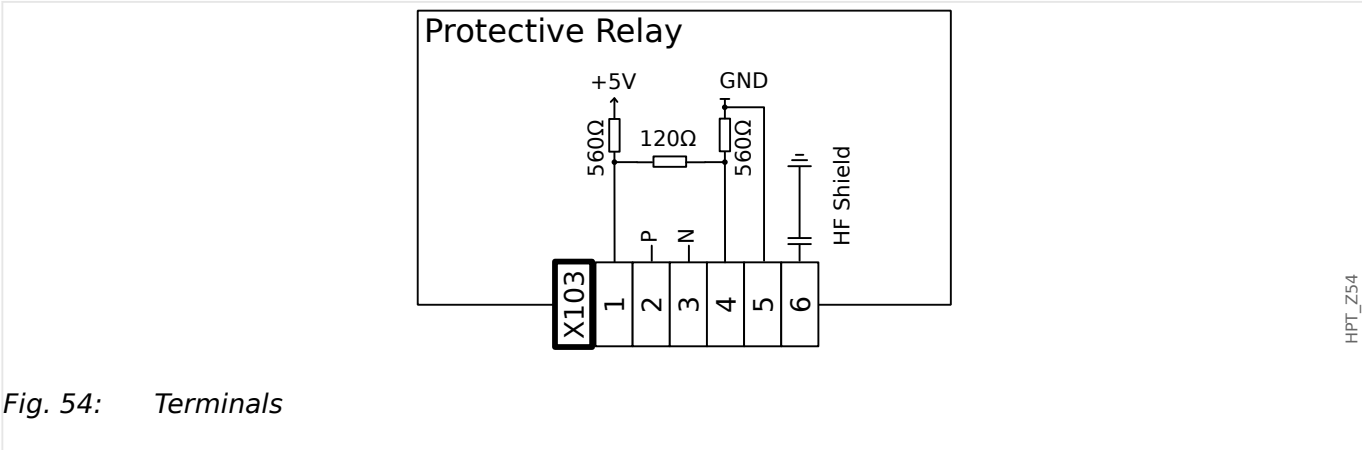 Protective Relay
+5V
GND
560Ω
120Ω
560Ω
HF Shield
P
N
X103
1
2
3
4
5
6
HPT_Z54
Fig. 54: Terminals